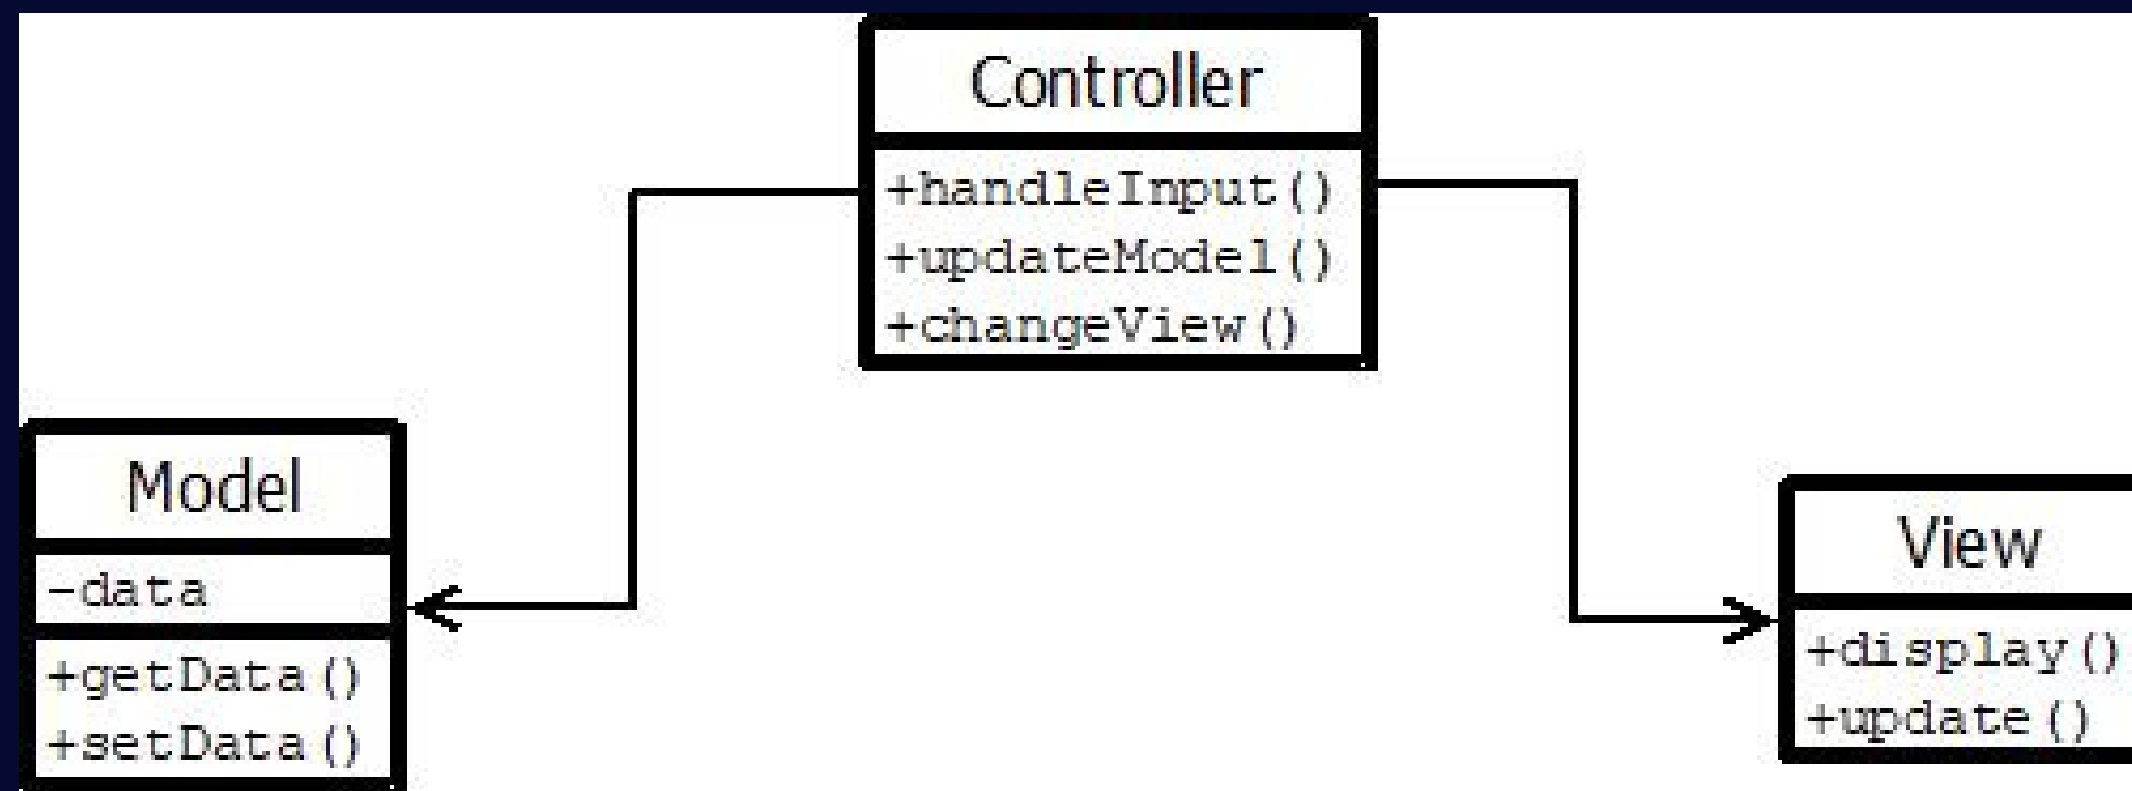 Controller
+handleInput()
+updateModel()
+changeView()
Model
-data
+getData()
+setData()
View
+display()
+update()